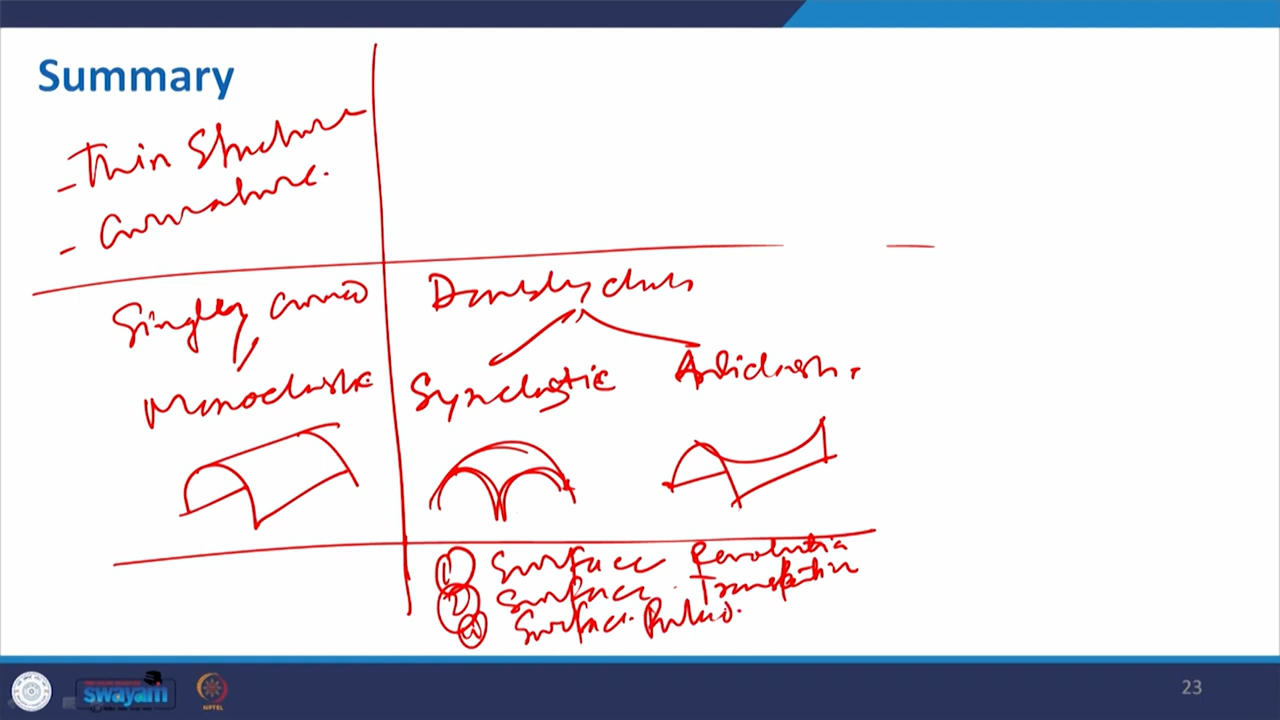 Summary
- Thin Structure
- Curvature.
Singly curved
Doubly
Monoclastic
Synclastic
Anticlastic.
① Surface Revolution
② Surface. Translation
③ Surface. Ruled.
swayam
NPTEL
23